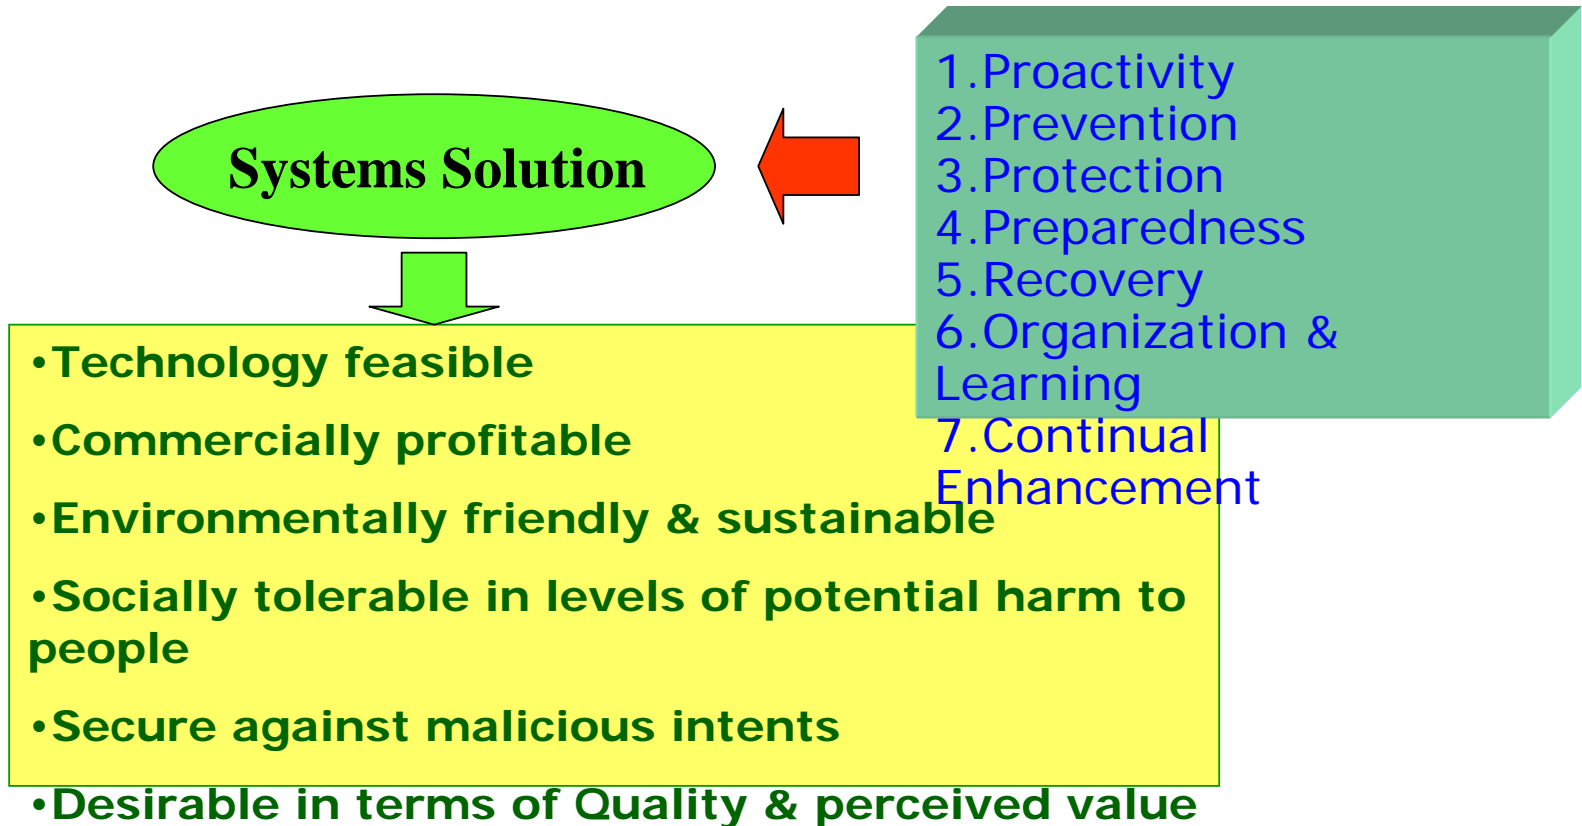 Systems Solution
1.Proactivity
2.Prevention
3.Protection
4.Preparedness
5.Recovery
6.Organization &
Learning
7.Continual
Enhancement
•Technology feasible
•Commercially profitable
•Environmentally friendly & sustainable
•Socially tolerable in levels of potential harm to
people
•Secure against malicious intents
•Desirable in terms of Quality & perceived value